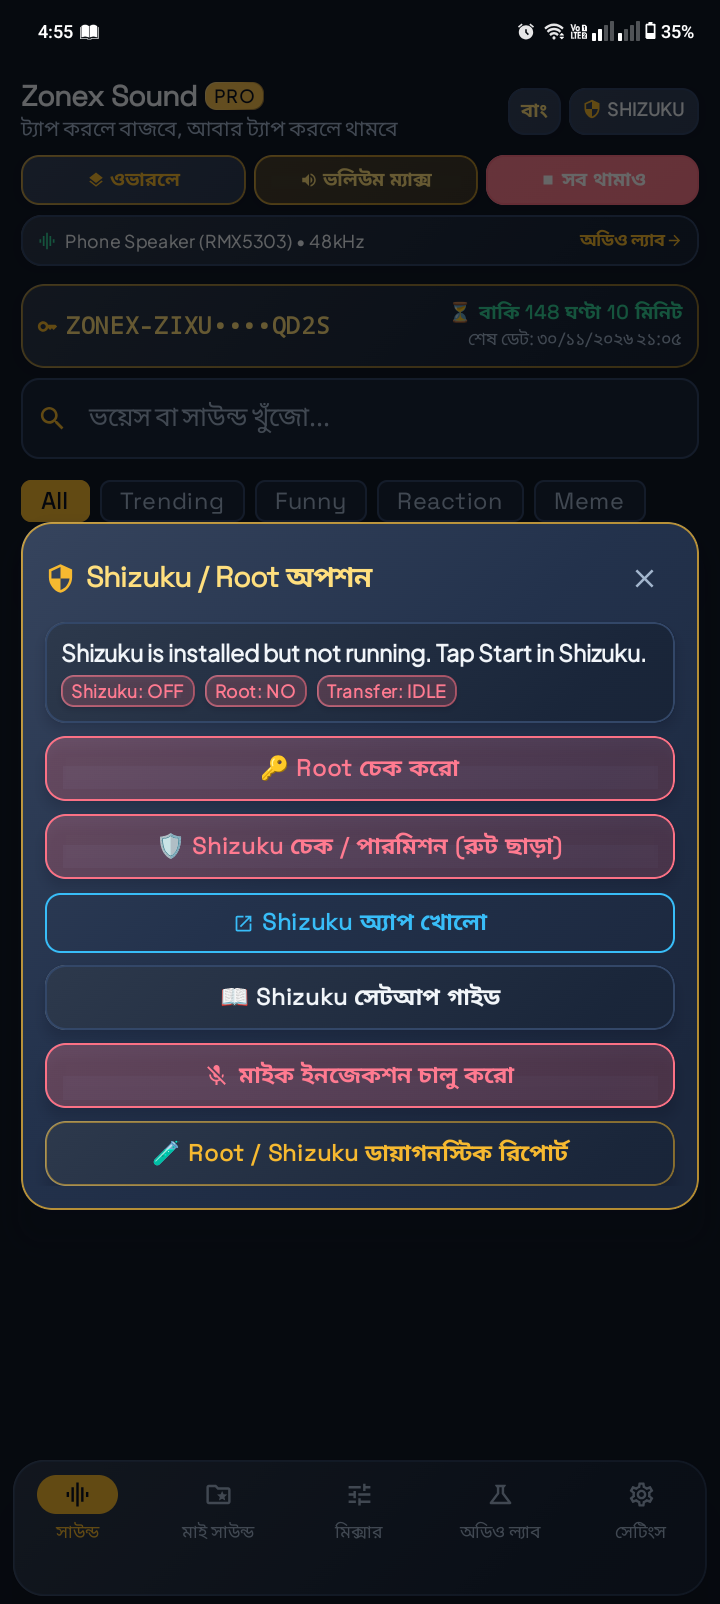 4:55
35%
Zonex Sound PRO
ট্যাপ করলে বাজবে, আবার ট্যাপ করলে থামবে
বাং
SHIZUKU
ওভারলে
ভলিউম ম্যাক্স
সব থামাও
Phone Speaker (RMX5303) • 48kHz
অডিও ল্যাব →
ZONEX-ZIXU••••QD2S
বাকি 148 ঘণ্টা 10 মিনিট
শেষ ডেট: ৩০/১১/২০২৬ ২১:০৫
ভয়েস বা সাউন্ড খুঁজো...
All
Trending
Funny
Reaction
Meme
Shizuku / Root অপশন
Shizuku is installed but not running. Tap Start in Shizuku.
Shizuku: OFF
Root: NO
Transfer: IDLE
Root চেক করো
Shizuku চেক / পারমিশন (রুট ছাড়া)
Shizuku অ্যাপ খোলো
Shizuku সেটআপ গাইড
মাইক ইনজেকশন চালু করো
Root / Shizuku ডায়াগনস্টিক রিপোর্ট
সাউন্ড
মাই সাউন্ড
মিক্সার
অডিও ল্যাব
সেটিংস